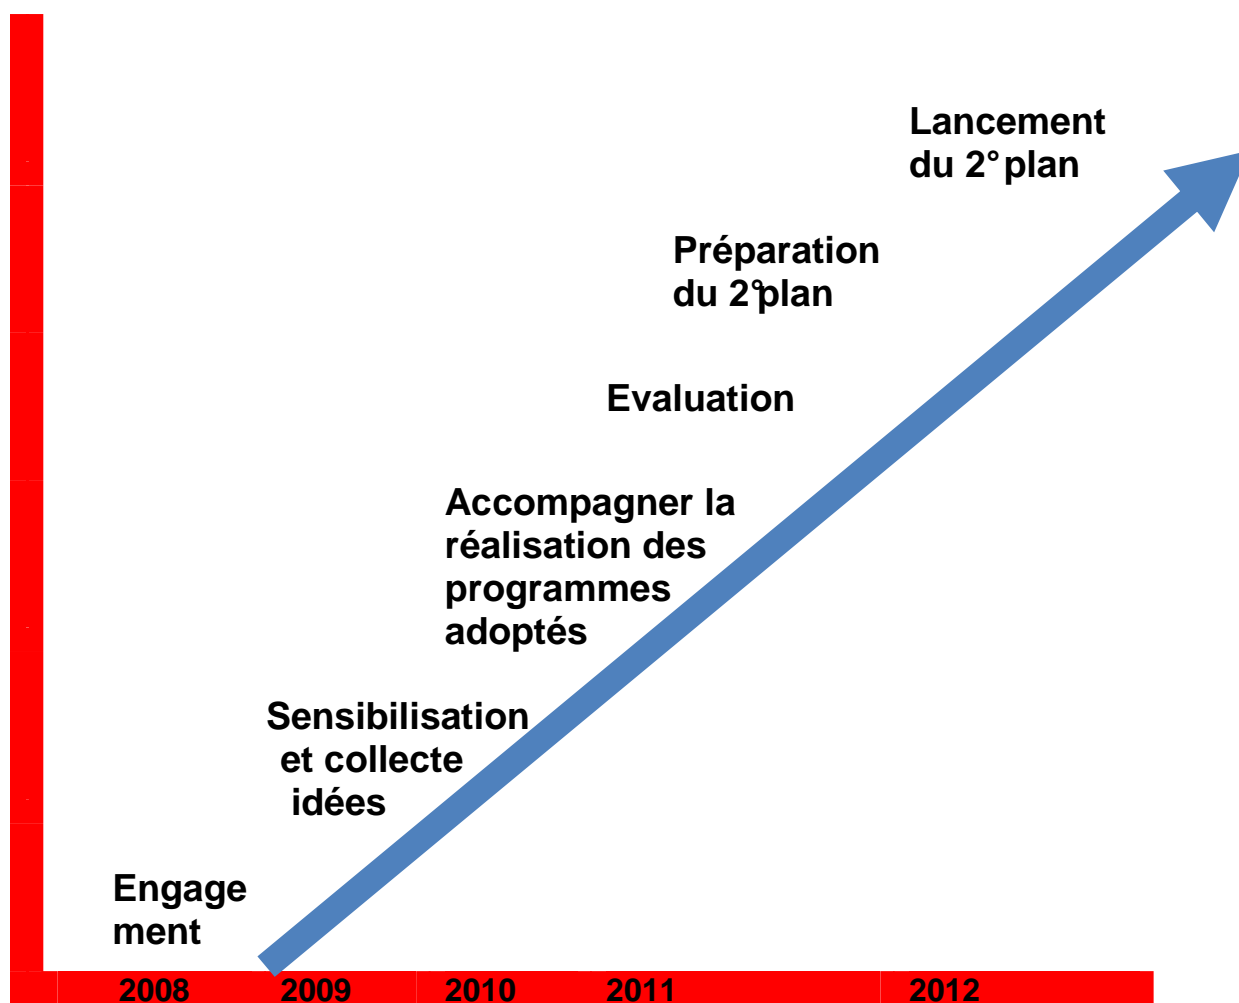 Lancement
du 2° plan
Préparation
du 2°plan
Evaluation
Accompagner la
réalisation des
programmes
adoptés
Sensibilisation
et collecte
idées
Engage
ment
2008 2009 2010 2011 2012